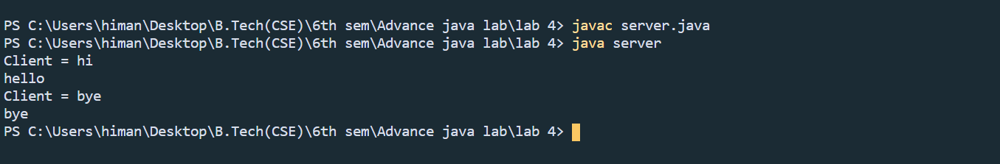 PS C:\Users\himan\Desktop\B.Tech(CSE)\6th sem\Advance java lab\lab 4> javac server.java
PS C:\Users\himan\Desktop\B.Tech(CSE)\6th sem\Advance java lab\lab 4> java server
Client = hi
hello
Client = bye
bye
PS C:\Users\himan\Desktop\B.Tech(CSE)\6th sem\Advance java lab\lab 4>